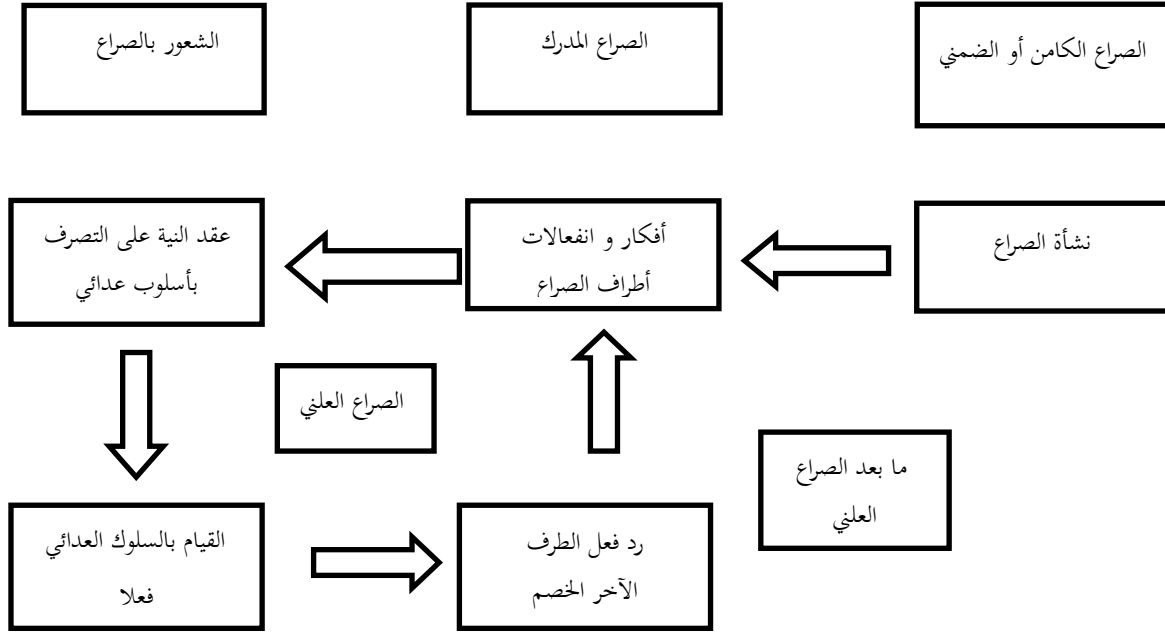 الصراع الكامن أو الضمني
الصراع المدرك
الشعور بالصراع
نشأة الصراع
أفكار و انفعالات
أطراف الصراع
عقد النية على التصرف
بأسلوب عدائي
الصراع العلني
ما بعد الصراع
العلني
رد فعل الطرف
الآخر الخصم
القيام بالسلوك العدائي
فعلا